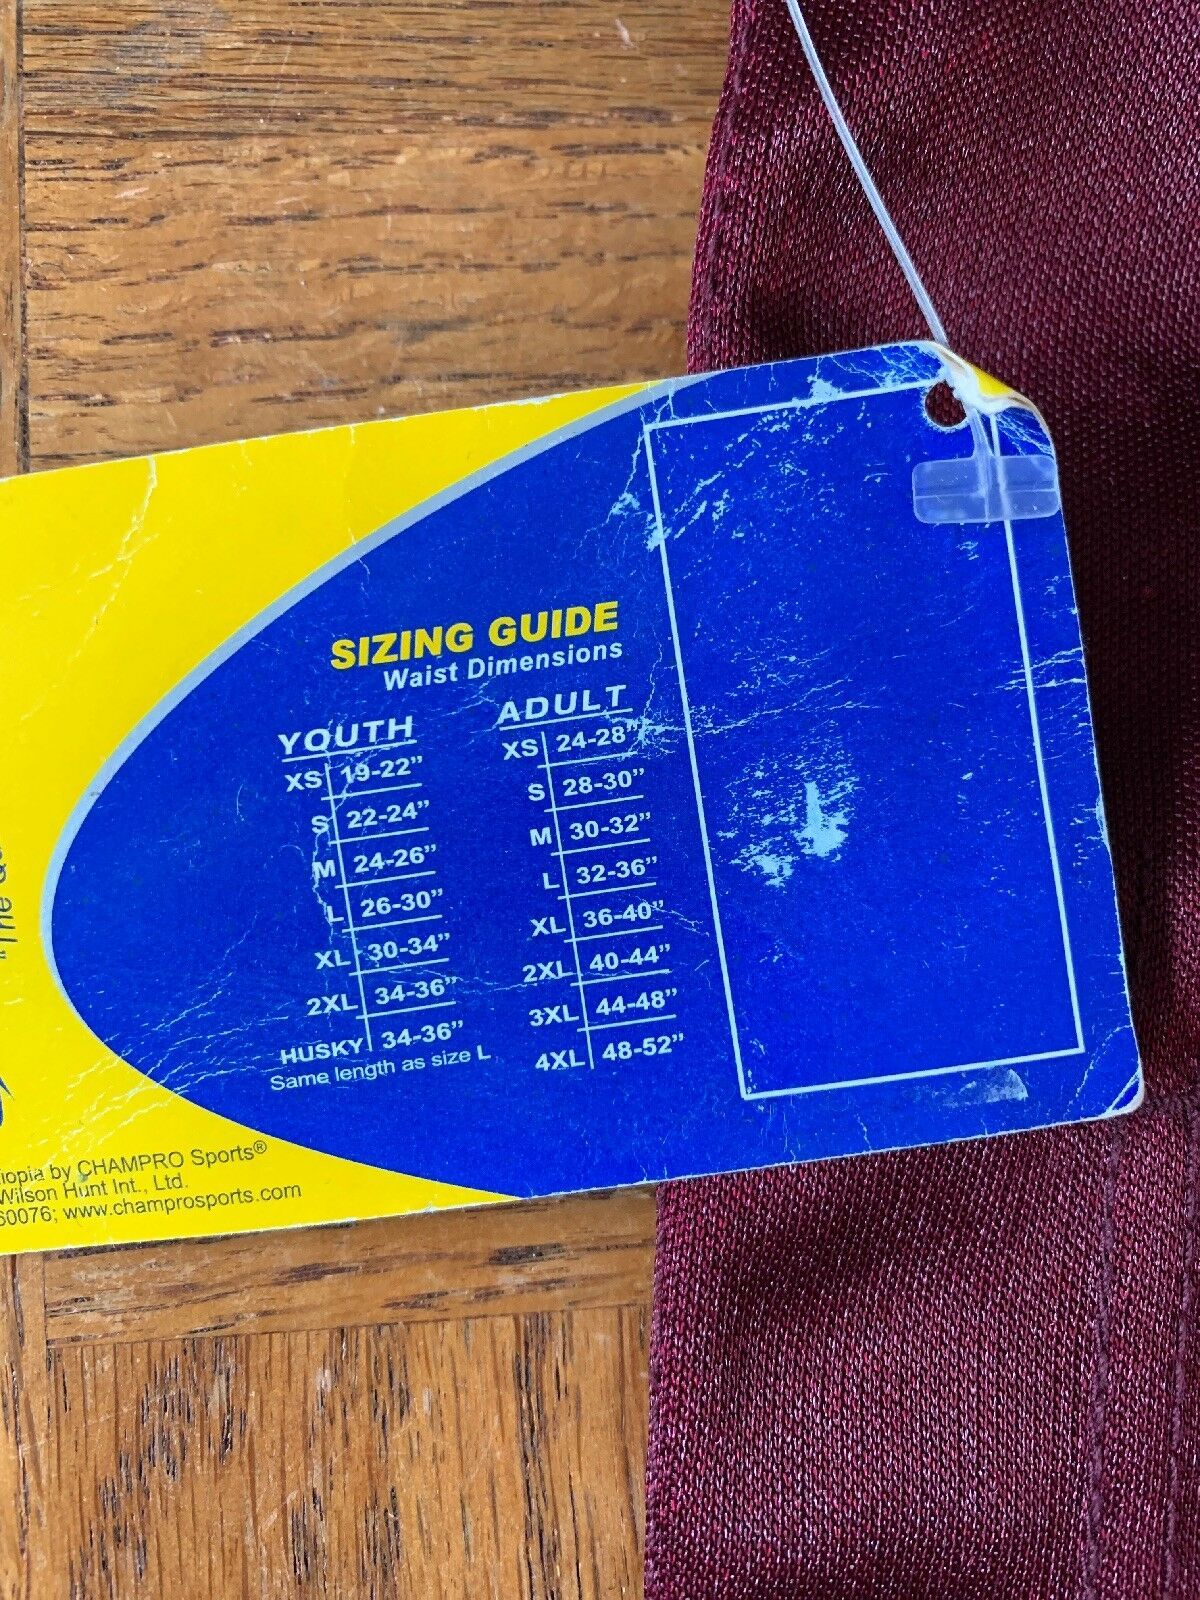 SIZING GUIDE
Waist Dimensions
YOUTH
XS 19-22”
S 22-24”
M 24-26”
L 26-30”
XL 30-34”
2XL 34-36”
HUSKY 34-36”
Same length as size L
ADULT
XS 24-28”
S 28-30”
M 30-32”
L 32-36”
XL 36-40”
2XL 40-44”
3XL 44-48”
4XL 48-52”
“The
by CHAMPRO Sports®
Wilson Hunt Int., Ltd.
60076; www.champrosports.com